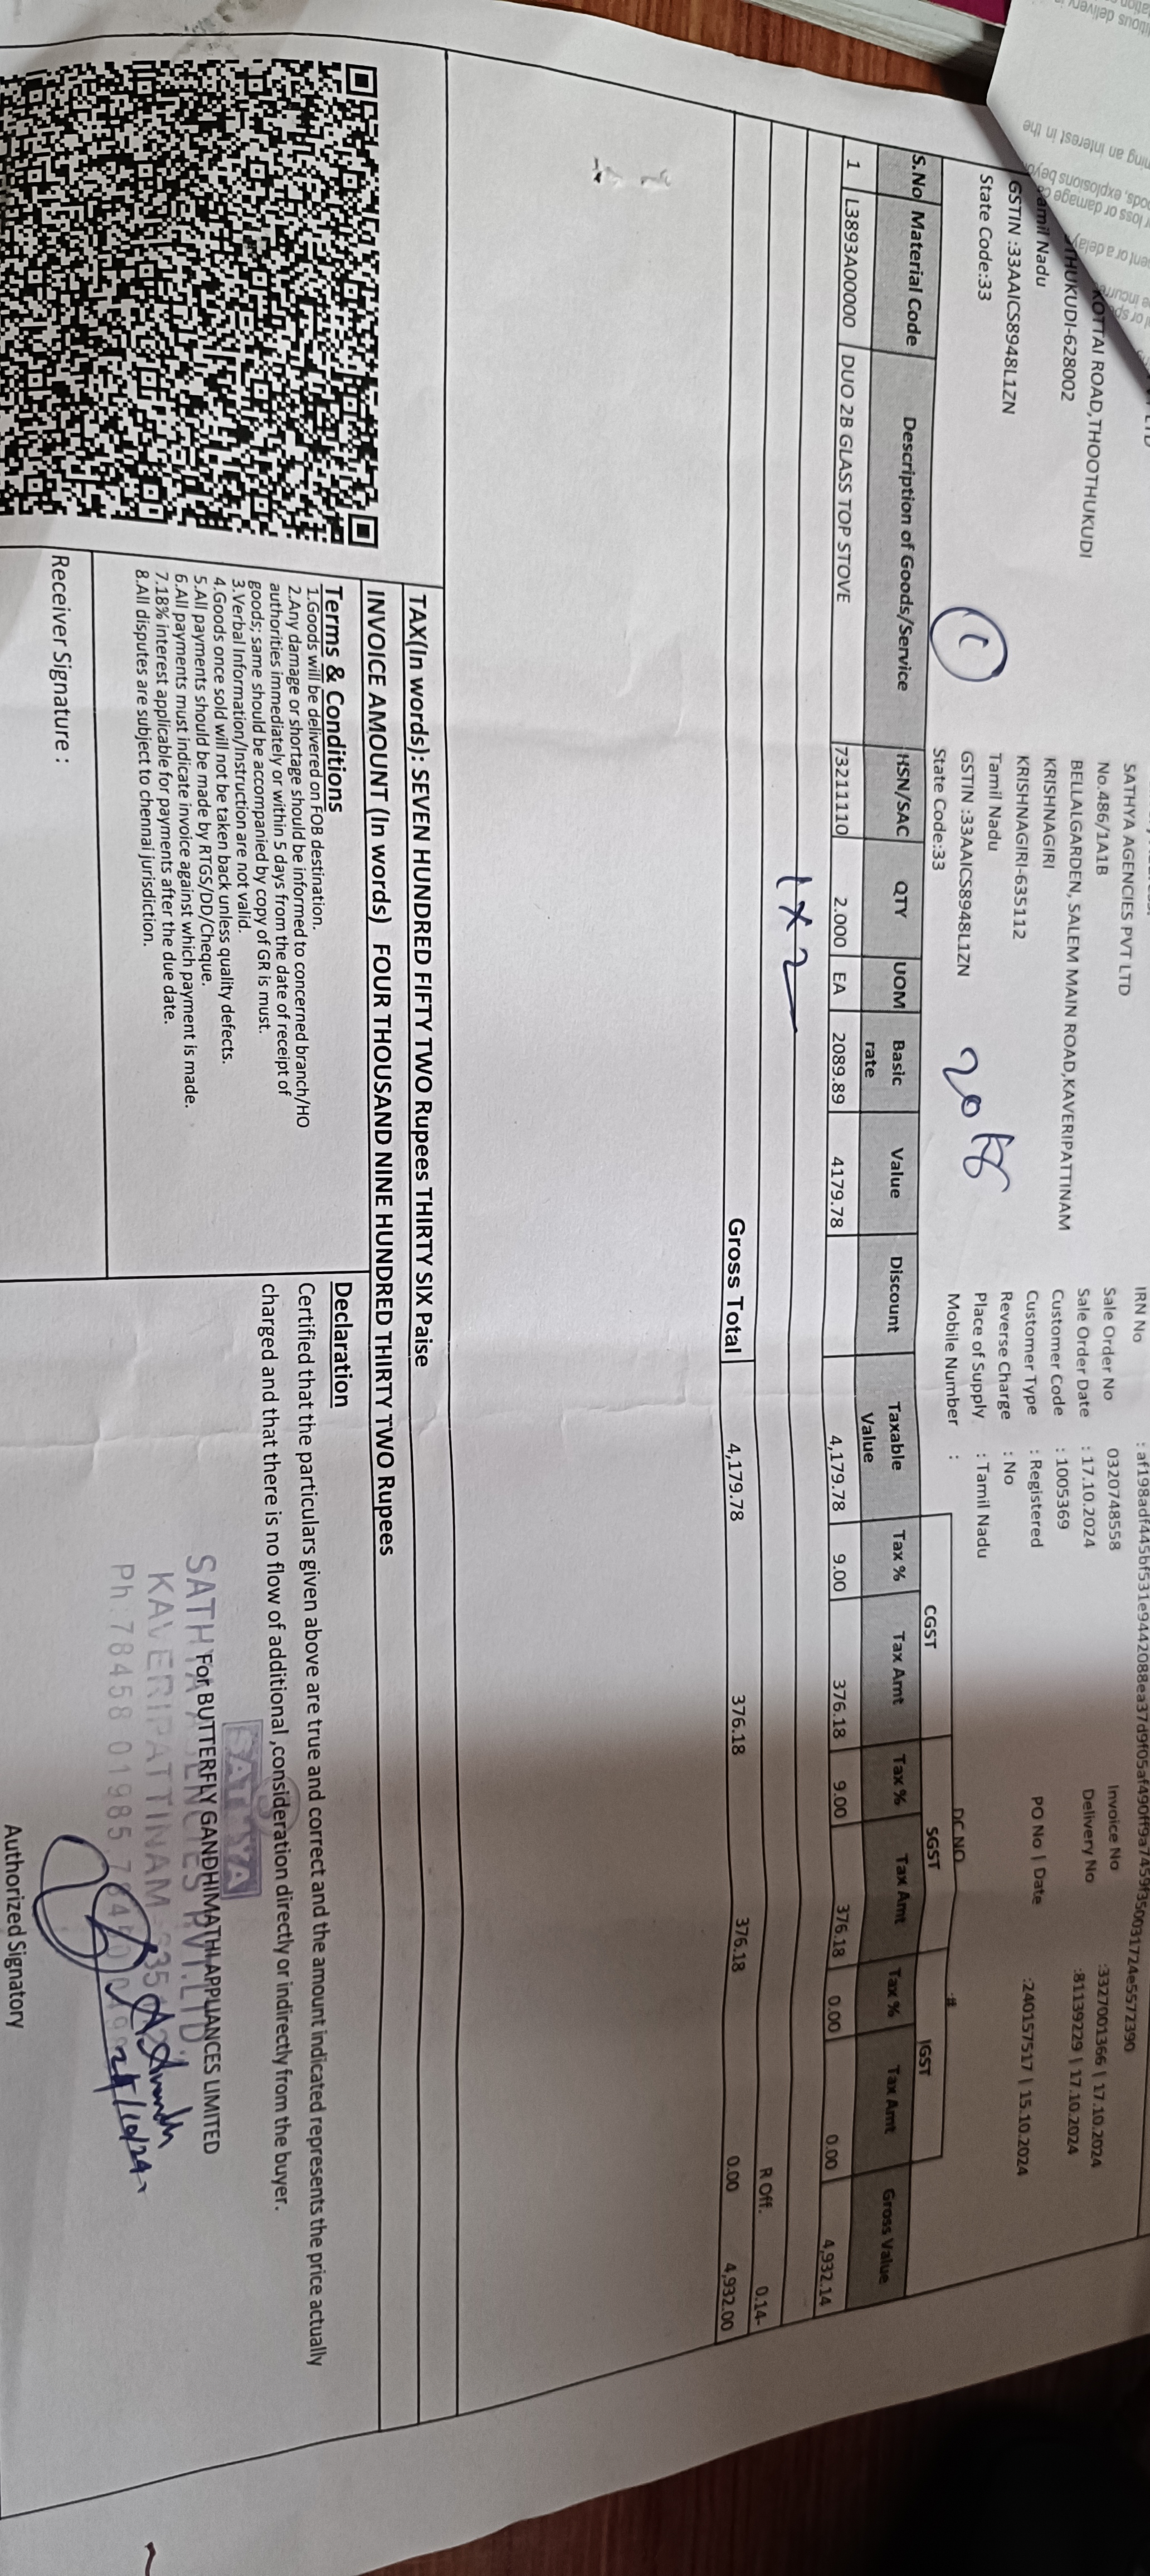 KOTTAI ROAD,THOOTHUKUDI
THUKUDI-628002
amil Nadu
GSTIN :33AAICS8948L1ZN
State Code:33
SATHYA AGENCIES PVT LTD
No.486/1A1B
BELLALGARDEN, SALEM MAIN ROAD,KAVERIPATTINAM
KRISHNAGIRI
KRISHNAGIRI-635112
Tamil Nadu
GSTIN :33AAICS8948L1ZN
State Code:33
IRN No : af198adf445bf531e9442088ea37d9f05af490ff9a7459f350031724e5572390
Sale Order No 0320748558
Sale Order Date : 17.10.2024
Customer Code : 1005369
Customer Type : Registered
Reverse Charge : No
Place of Supply : Tamil Nadu
Mobile Number :
Invoice No :3327001366 | 17.10.2024
Delivery No :81139229 | 17.10.2024
PO No | Date :240157517 | 15.10.2024
DC NO :#
CGST SGST IGST
S.No Material Code Description of Goods/Service HSN/SAC QTY UOM Basic rate Value Discount Taxable Value Tax % Tax Amt Tax % Tax Amt Tax % Tax Amt Gross Value
1 L3893A00000 DUO 2B GLASS TOP STOVE 73211110 2.000 EA 2089.89 4179.78 4,179.78 9.00 376.18 9.00 376.18 0.00 0.00 4,932.14
1 x 2
R Off. 0.14-
Gross Total 4,179.78 376.18 376.18 0.00 4,932.00
TAX(In words): SEVEN HUNDRED FIFTY TWO Rupees THIRTY SIX Paise
INVOICE AMOUNT (In words) FOUR THOUSAND NINE HUNDRED THIRTY TWO Rupees
Terms & Conditions
1.Goods will be delivered on FOB destination.
2.Any damage or shortage should be informed to concerned branch/HO
authorities immediately or within 5 days from the date of receipt of
goods; same should be accompanied by copy of GR is must.
3.Verbal Information/Instruction are not valid.
4.Goods once sold will not be taken back unless quality defects.
5.All payments should be made by RTGS/DD/Cheque.
6.All payments must indicate invoice against which payment is made.
7.18% interest applicable for payments after the due date.
8.All disputes are subject to chennai jurisdiction.
Receiver Signature :
Declaration
Certified that the particulars given above are true and correct and the amount indicated represents the price actually
charged and that there is no flow of additional ,consideration directly or indirectly from the buyer.
SATHYA
For BUTTERFLY GANDHIMATHI APPLIANCES LIMITED
SATHYA AGENCIES PVT.LTD.
KAVERIPATTINAM
Ph:78458 01985
24/10/24
Authorized Signatory